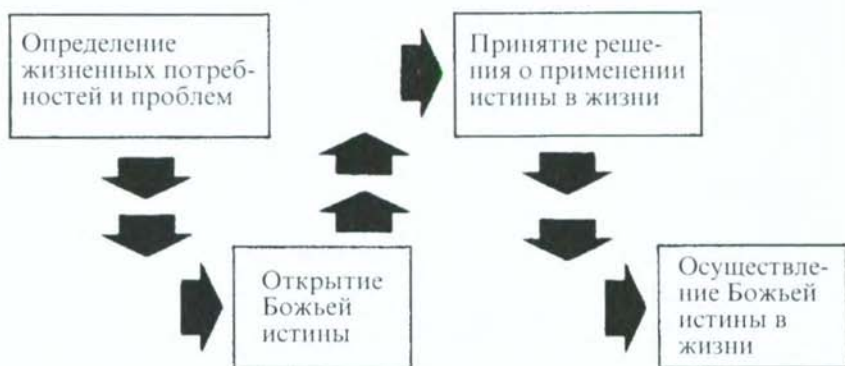 Определение
жизненных потреб-
ностей и проблем
Открытие
Божьей
истины
Принятие реше-
ния о применении
истины в жизни
Осуществле-
ние Божьей
истины в
жизни